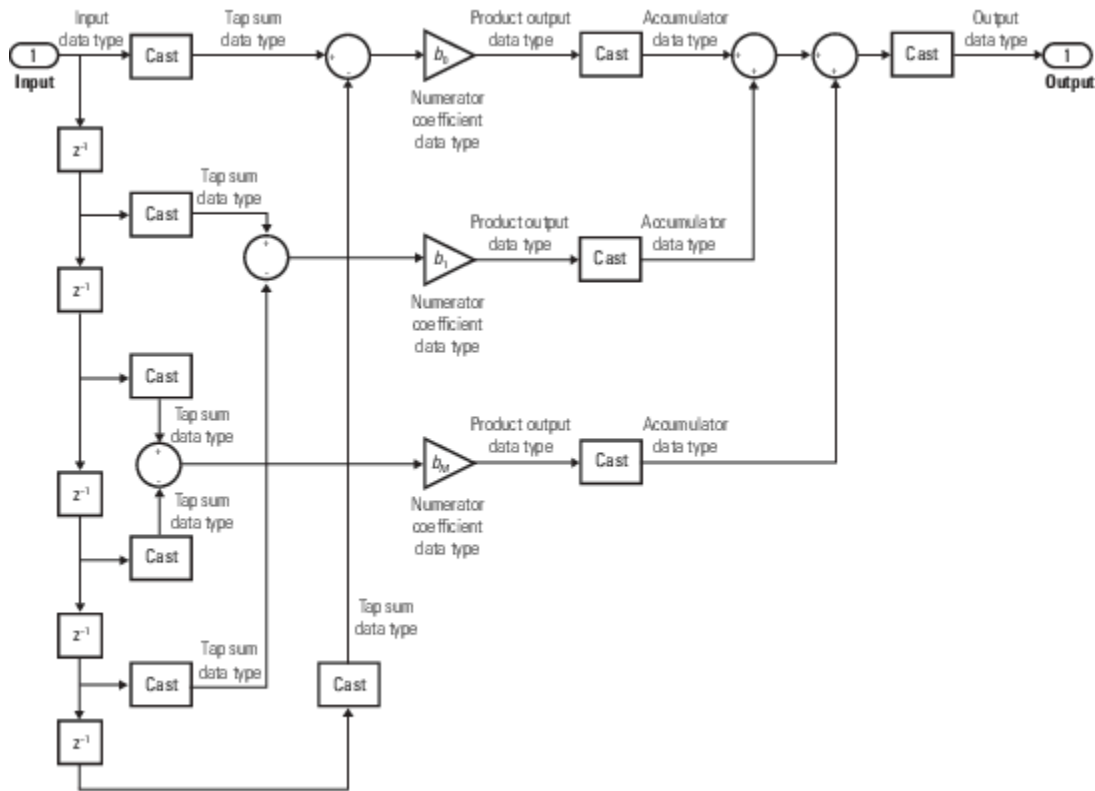 Input
data type
Tap sum
data type
Product output
data type
Accumulator
data type
Output
data type
1
Input
Cast
+
-
b0
Cast
+
+
+
+
Cast
1
Output
Numerator
coefficient
data type
z-1
Tap sum
data type
Cast
+
-
Product output
data type
Accumulator
data type
b1
Cast
z-1
Numerator
coefficient
data type
Cast
Tap sum
data type
+
-
Product output
data type
Accumulator
data type
bM
Cast
z-1
Tap sum
data type
Numerator
coefficient
data type
Cast
z-1
Tap sum
data type
Tap sum
data type
Cast
Cast
z-1